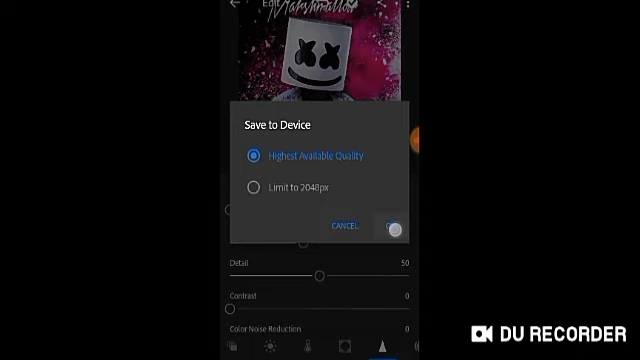 Edit
Marshmallow
Save to Device
Highest Available Quality
Limit to 2048px
CANCEL
Detail 50
Contrast 0
Color Noise Reduction 0
DU RECORDER